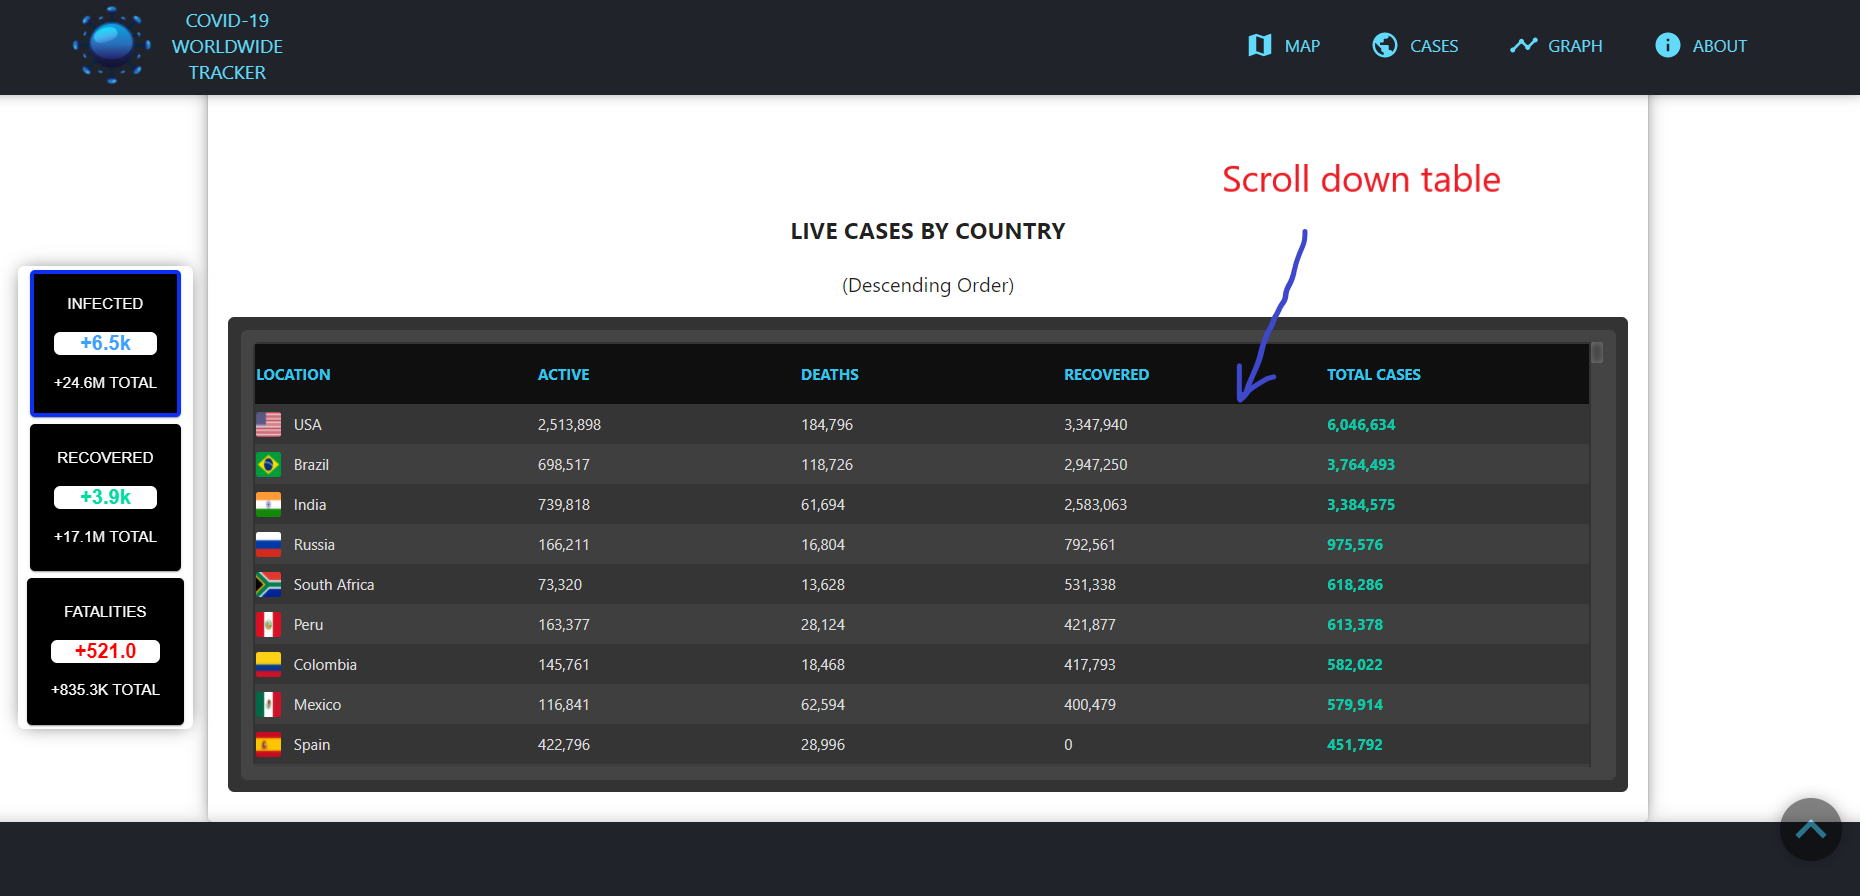 COVID-19
WORLDWIDE
TRACKER
MAP
CASES
GRAPH
ABOUT
Scroll down table
LIVE CASES BY COUNTRY
(Descending Order)
INFECTED
+6.5k
+24.6M TOTAL
RECOVERED
+3.9k
+17.1M TOTAL
FATALITIES
+521.0
+835.3K TOTAL
LOCATION ACTIVE DEATHS RECOVERED TOTAL CASES
USA 2,513,898 184,796 3,347,940 6,046,634
Brazil 698,517 118,726 2,947,250 3,764,493
India 739,818 61,694 2,583,063 3,384,575
Russia 166,211 16,804 792,561 975,576
South Africa 73,320 13,628 531,338 618,286
Peru 163,377 28,124 421,877 613,378
Colombia 145,761 18,468 417,793 582,022
Mexico 116,841 62,594 400,479 579,914
Spain 422,796 28,996 0 451,792